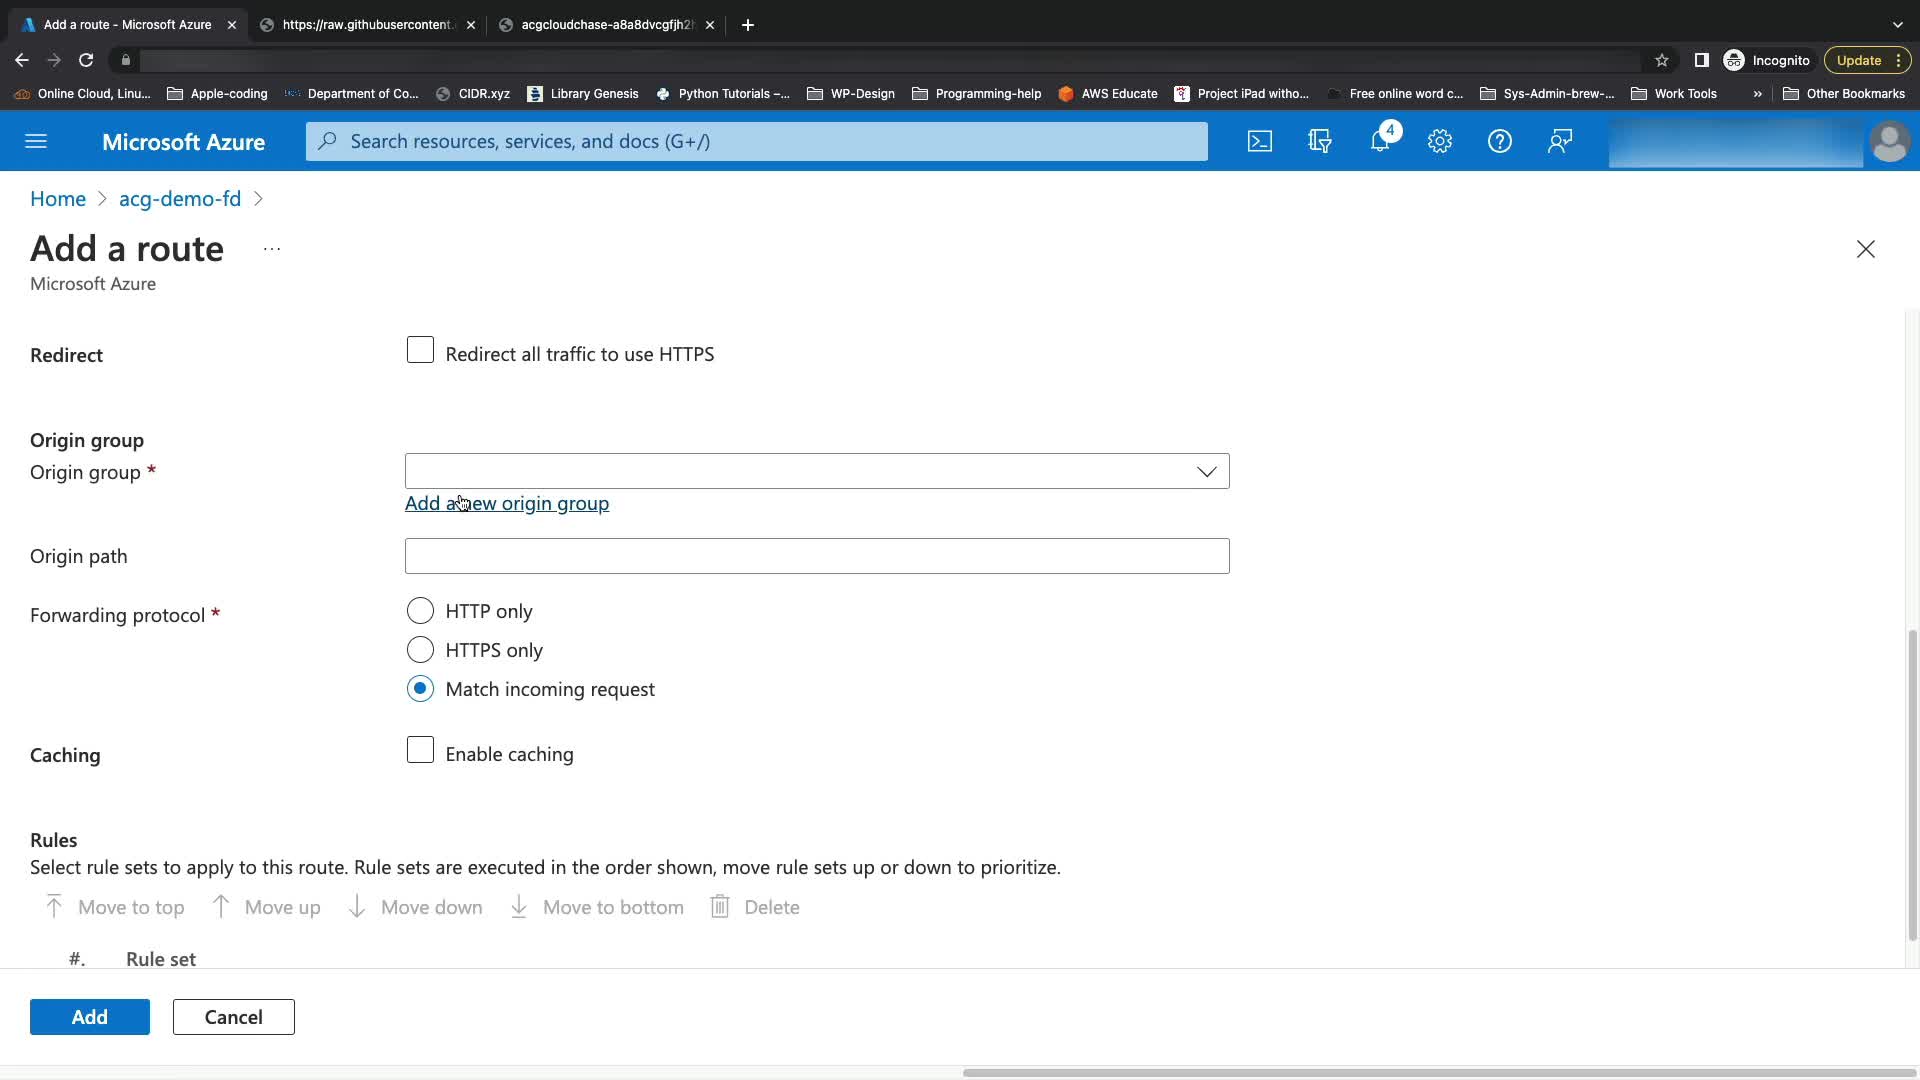 Add a route - Microsoft Azure
https://raw.githubusercontent.
acgcloudchase-a8a8dvcgfjh2h
Incognito
Update
Online Cloud, Linu...
Apple-coding
Department of Co...
CIDR.xyz
Library Genesis
Python Tutorials –...
WP-Design
Programming-help
AWS Educate
Project iPad witho...
Free online word c...
Sys-Admin-brew-...
Work Tools
»
Other Bookmarks
Microsoft Azure
Search resources, services, and docs (G+/)
4
Home > acg-demo-fd >
Add a route ...
Microsoft Azure
Redirect
Redirect all traffic to use HTTPS
Origin group
Origin group *
Add a new origin group
Origin path
Forwarding protocol *
HTTP only
HTTPS only
Match incoming request
Caching
Enable caching
Rules
Select rule sets to apply to this route. Rule sets are executed in the order shown, move rule sets up or down to prioritize.
Move to top
Move up
Move down
Move to bottom
Delete
#. Rule set
Add
Cancel